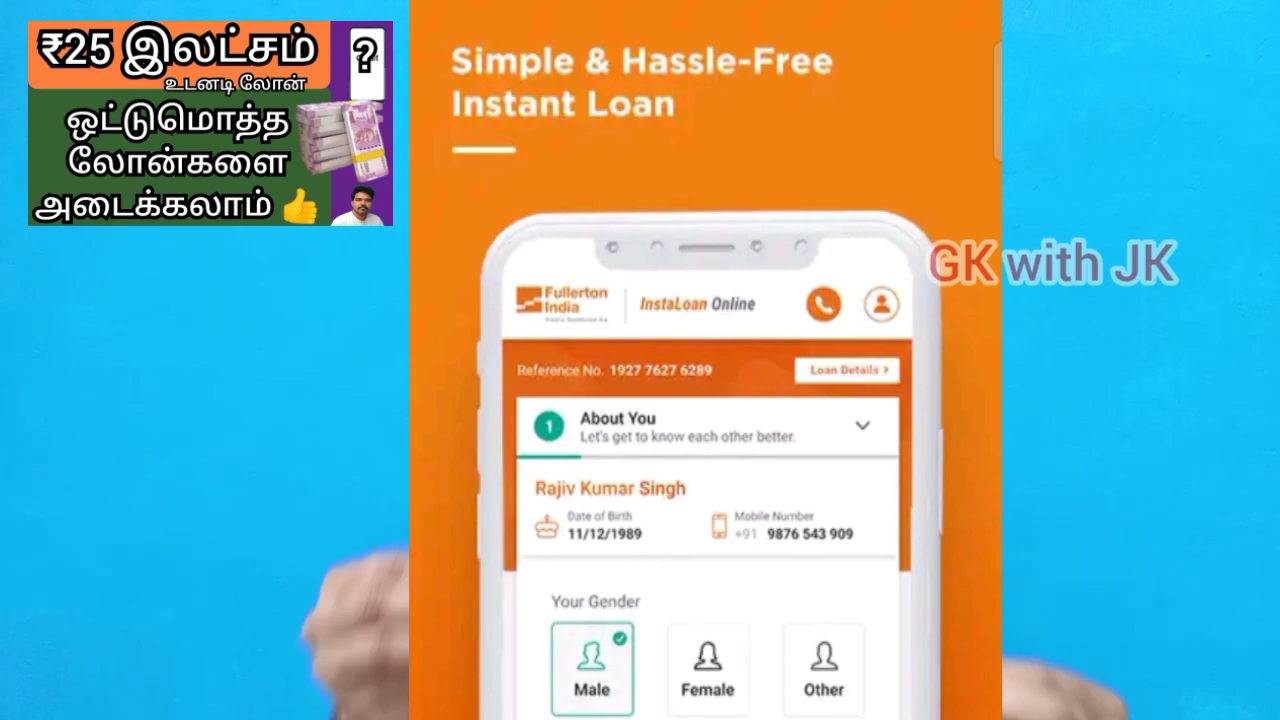 ₹25 இலட்சம்
உடனடி லோன்
ஒட்டுமொத்த
லோன்களை
அடைக்கலாம்
?
Simple & Hassle-Free
Instant Loan
GK with JK
Fullerton
India
InstaLoan Online
Reference No. 1927 7627 6289
Loan Details
1
About You
Let's get to know each other better.
Rajiv Kumar Singh
Date of Birth
11/12/1989
Mobile Number
+91 9876 543 909
Your Gender
Male
Female
Other